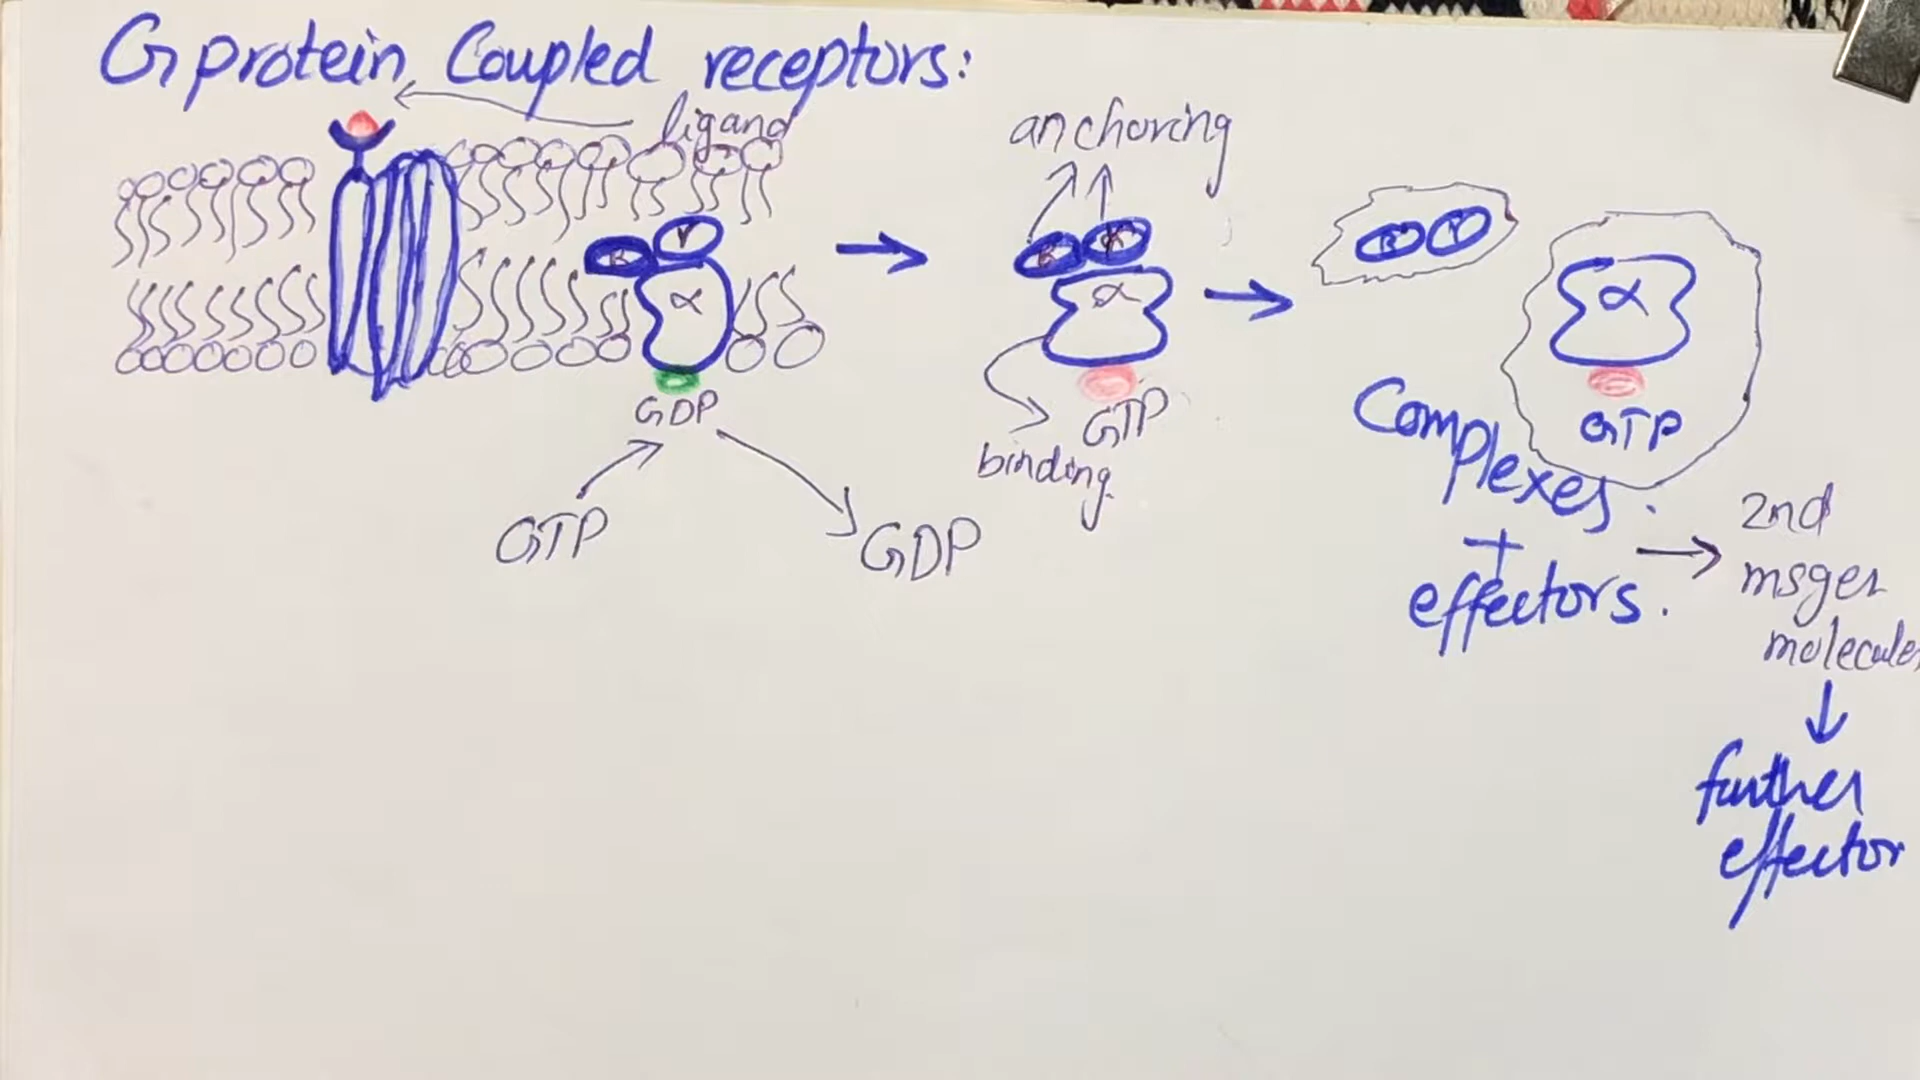 G protein Coupled receptors:
ligand
anchoring
γ
α
GDP
GTP
GDP
α
GTP
binding
β γ
α
GTP
Complexes.
+
effectors.
2nd
msger
molecules
further
effector